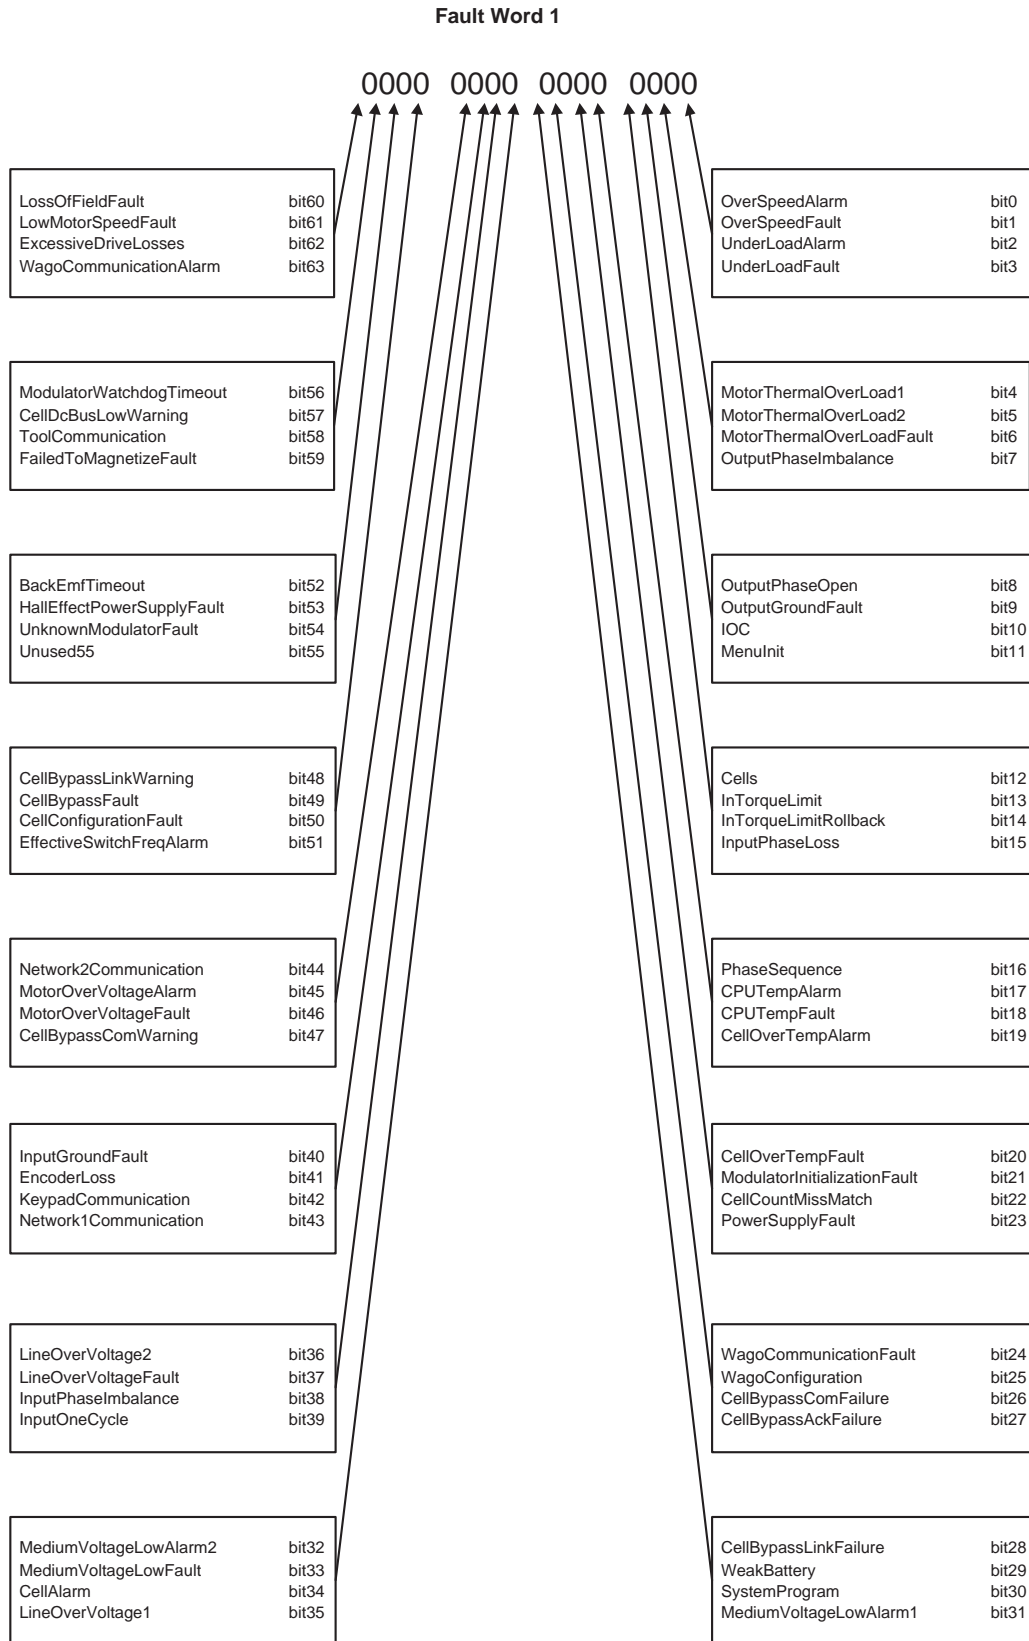 Fault Word 1
0000 0000 0000 0000
LossOfFieldFault bit60
LowMotorSpeedFault bit61
ExcessiveDriveLosses bit62
WagoCommunicationAlarm bit63
OverSpeedAlarm bit0
OverSpeedFault bit1
UnderLoadAlarm bit2
UnderLoadFault bit3
ModulatorWatchdogTimeout bit56
CellDcBusLowWarning bit57
ToolCommunication bit58
FailedToMagnetizeFault bit59
MotorThermalOverLoad1 bit4
MotorThermalOverLoad2 bit5
MotorThermalOverLoadFault bit6
OutputPhaseImbalance bit7
BackEmfTimeout bit52
HallEffectPowerSupplyFault bit53
UnknownModulatorFault bit54
Unused55 bit55
OutputPhaseOpen bit8
OutputGroundFault bit9
IOC bit10
MenuInit bit11
CellBypassLinkWarning bit48
CellBypassFault bit49
CellConfigurationFault bit50
EffectiveSwitchFreqAlarm bit51
Cells bit12
InTorqueLimit bit13
InTorqueLimitRollback bit14
InputPhaseLoss bit15
Network2Communication bit44
MotorOverVoltageAlarm bit45
MotorOverVoltageFault bit46
CellBypassComWarning bit47
PhaseSequence bit16
CPUTempAlarm bit17
CPUTempFault bit18
CellOverTempAlarm bit19
InputGroundFault bit40
EncoderLoss bit41
KeypadCommunication bit42
Network1Communication bit43
CellOverTempFault bit20
ModulatorInitializationFault bit21
CellCountMissMatch bit22
PowerSupplyFault bit23
LineOverVoltage2 bit36
LineOverVoltageFault bit37
InputPhaseImbalance bit38
InputOneCycle bit39
WagoCommunicationFault bit24
WagoConfiguration bit25
CellBypassComFailure bit26
CellBypassAckFailure bit27
MediumVoltageLowAlarm2 bit32
MediumVoltageLowFault bit33
CellAlarm bit34
LineOverVoltage1 bit35
CellBypassLinkFailure bit28
WeakBattery bit29
SystemProgram bit30
MediumVoltageLowAlarm1 bit31